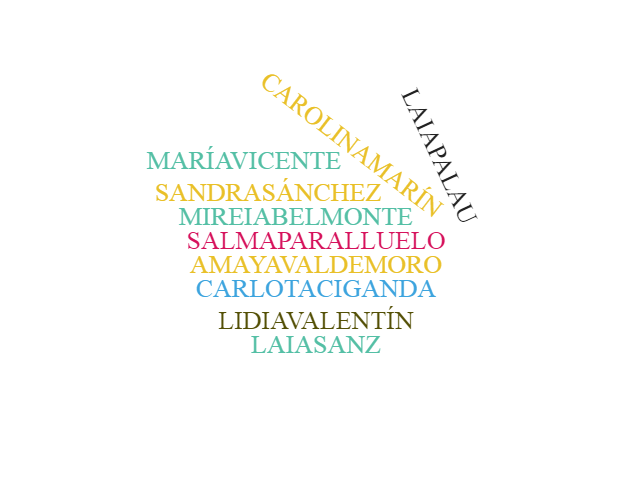 CAROLINAMARÍN
LAIAPALAU
MARÍAVICENTE
SANDRASÁNCHEZ
MIREIABELMONTE
SALMAPARALLUELO
AMAYAVALDEMORO
CARLOTACIGANDA
LIDIAVALENTÍN
LAIASANZ